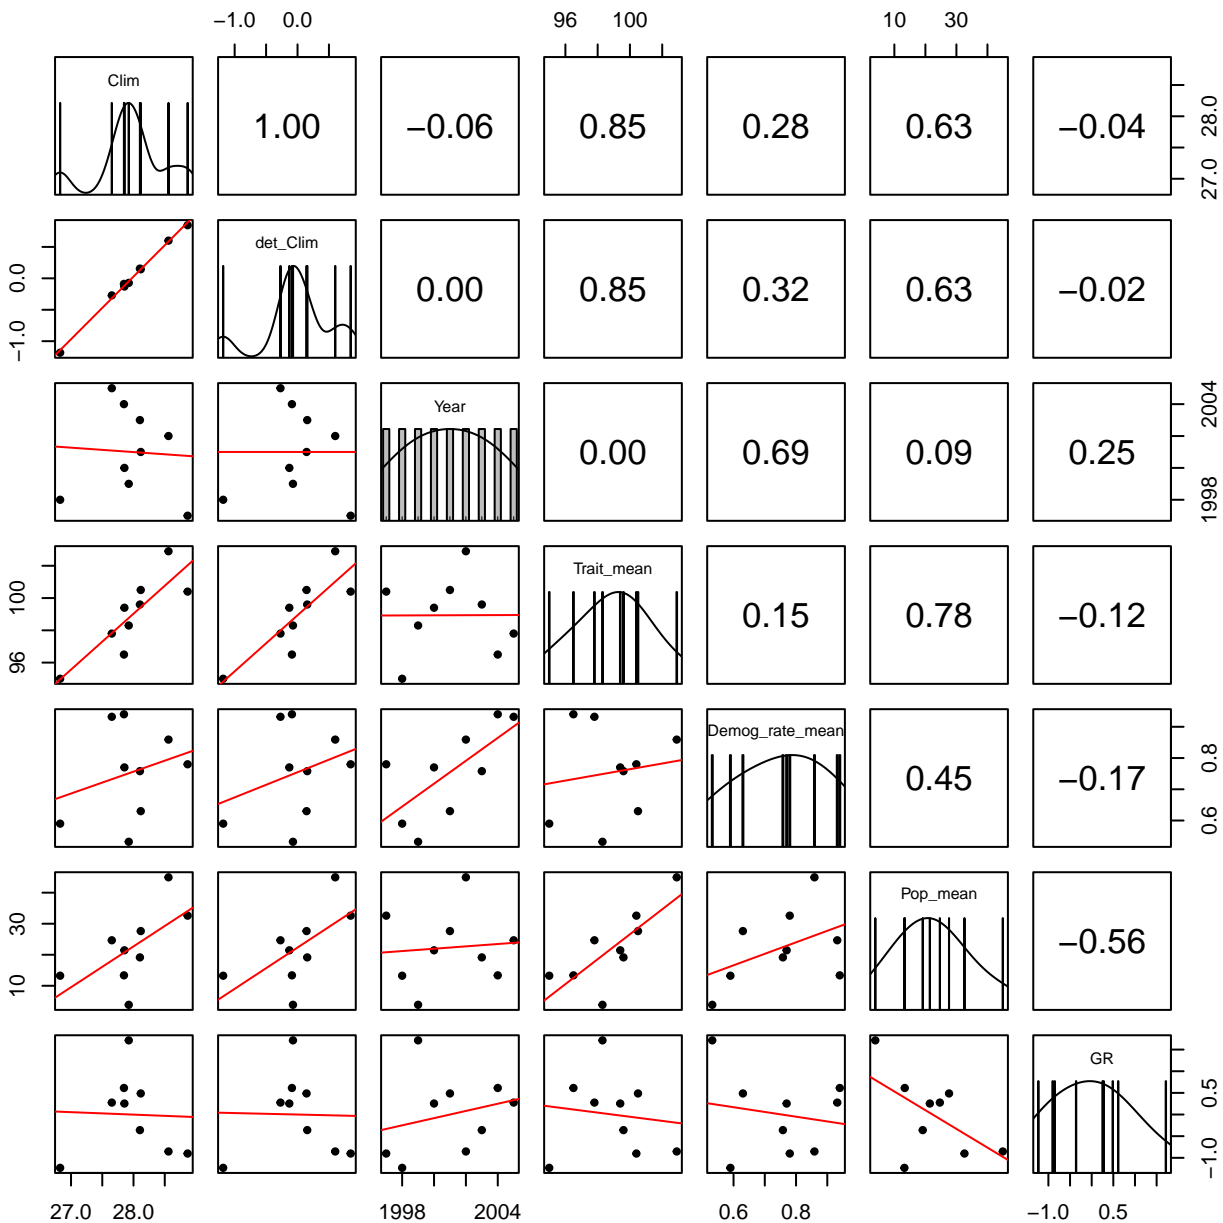 −1.0 0.0 96 100 10 30
Clim 1.00 −0.06 0.85 0.28 0.63 −0.04 27.0 28.0
−1.0 0.0 det_Clim 0.00 0.85 0.32 0.63 −0.02
Year 0.00 0.69 0.09 0.25 1998 2004
96 100 Trait_mean 0.15 0.78 −0.12
Demog_rate_mean 0.45 −0.17 0.6 0.8
10 30 Pop_mean −0.56
GR −1.0 0.5
27.0 28.0 1998 2004 0.6 0.8 −1.0 0.5